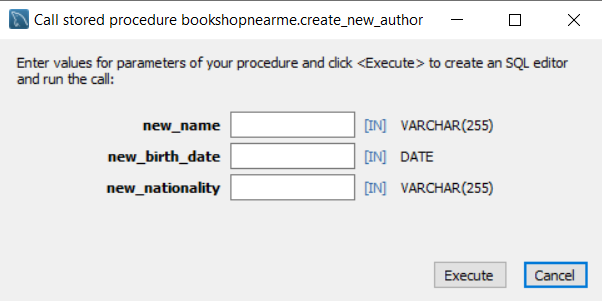 Call stored procedure bookshopnearme.create_new_author
Enter values for parameters of your procedure and click <Execute> to create an SQL editor
and run the call:
new_name [IN] VARCHAR(255)
new_birth_date [IN] DATE
new_nationality [IN] VARCHAR(255)
Execute Cancel